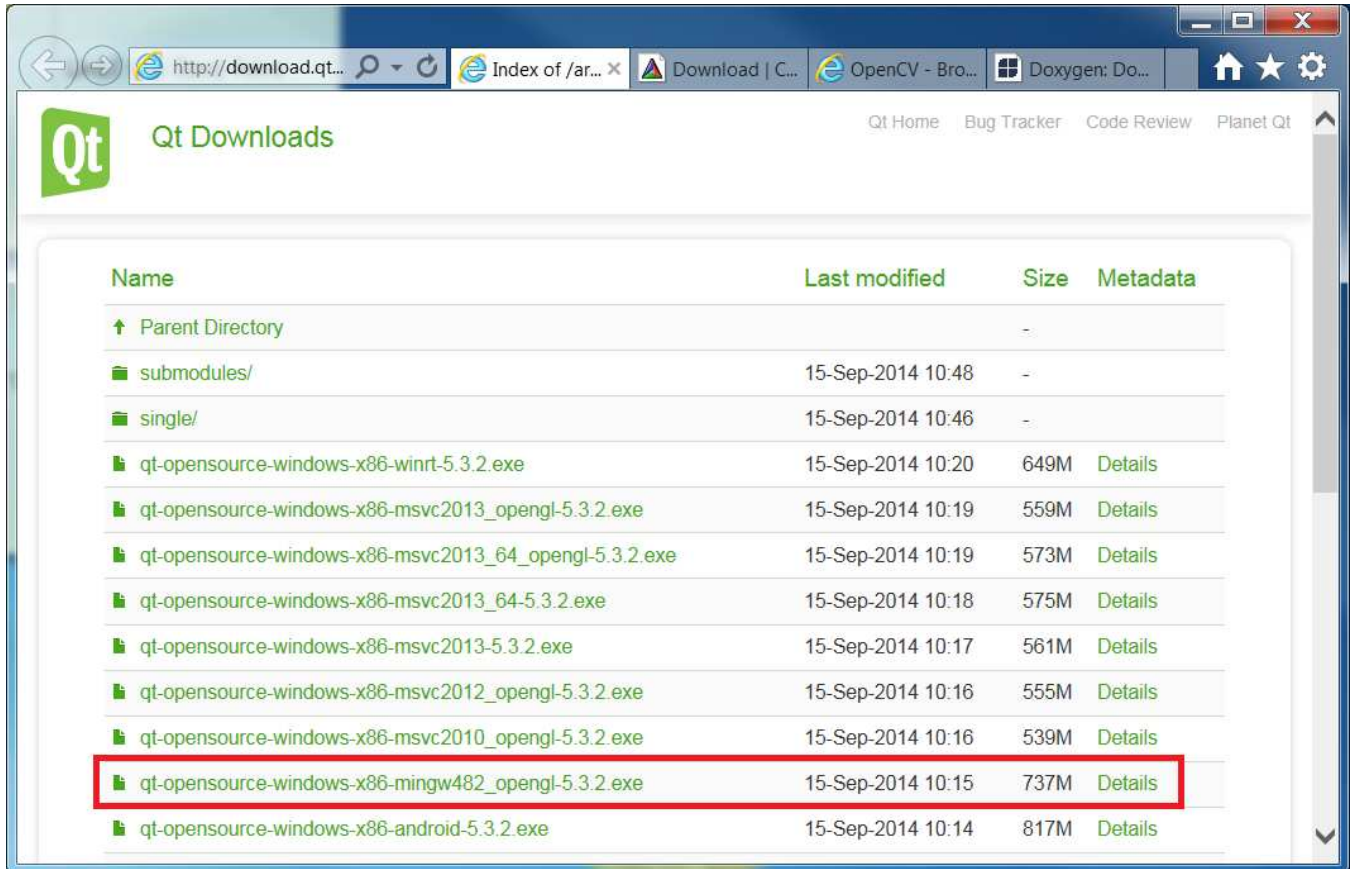 http://download.qt... Index of /ar... Download | C... OpenCV - Bro... Doxygen: Do...
Qt Qt Downloads Qt Home Bug Tracker Code Review Planet Qt
Name Last modified Size Metadata
Parent Directory -
submodules/ 15-Sep-2014 10:48 -
single/ 15-Sep-2014 10:46 -
qt-opensource-windows-x86-winrt-5.3.2.exe 15-Sep-2014 10:20 649M Details
qt-opensource-windows-x86-msvc2013_opengl-5.3.2.exe 15-Sep-2014 10:19 559M Details
qt-opensource-windows-x86-msvc2013_64_opengl-5.3.2.exe 15-Sep-2014 10:19 573M Details
qt-opensource-windows-x86-msvc2013_64-5.3.2.exe 15-Sep-2014 10:18 575M Details
qt-opensource-windows-x86-msvc2013-5.3.2.exe 15-Sep-2014 10:17 561M Details
qt-opensource-windows-x86-msvc2012_opengl-5.3.2.exe 15-Sep-2014 10:16 555M Details
qt-opensource-windows-x86-msvc2010_opengl-5.3.2.exe 15-Sep-2014 10:16 539M Details
qt-opensource-windows-x86-mingw482_opengl-5.3.2.exe 15-Sep-2014 10:15 737M Details
qt-opensource-windows-x86-android-5.3.2.exe 15-Sep-2014 10:14 817M Details